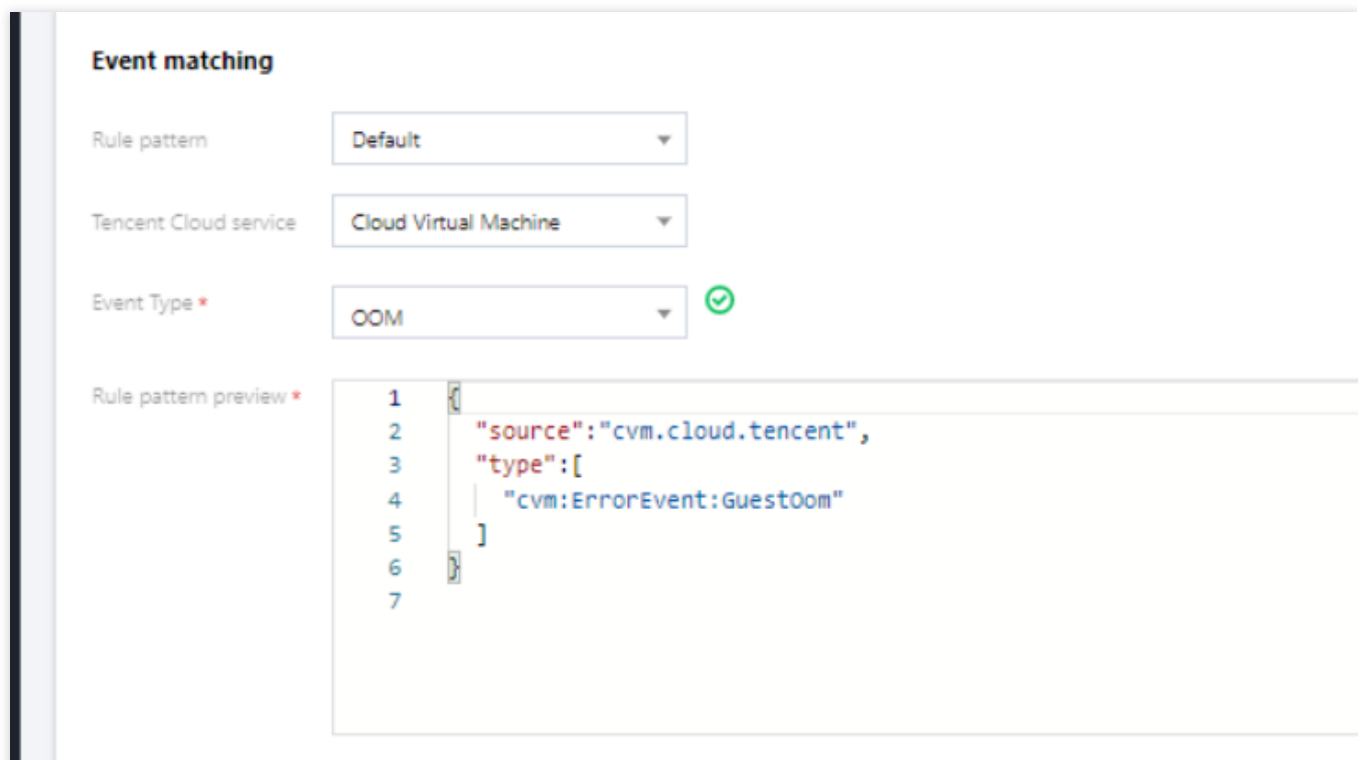 Event matching
Rule pattern Default
Tencent Cloud service Cloud Virtual Machine
Event Type * OOM
Rule pattern preview *
1 {
2 "source":"cvm.cloud.tencent",
3 "type":[
4 "cvm:ErrorEvent:GuestOom"
5 ]
6 }
7